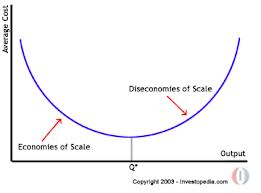 Average Cost
Diseconomies of Scale
Economies of Scale
Output
Q*
Copyright 2003 - Investopedia.com